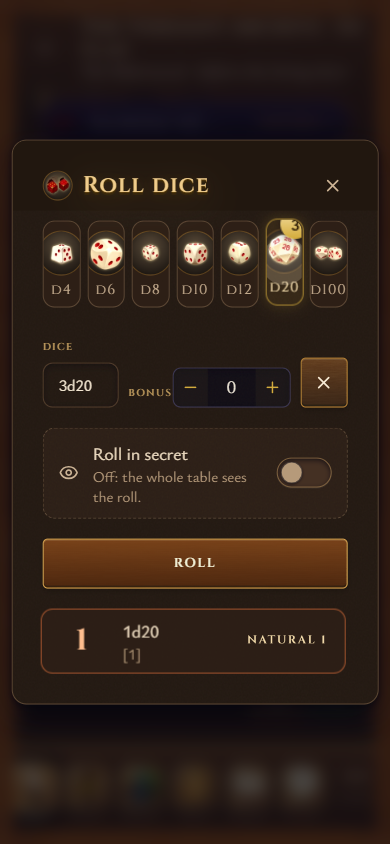 Roll dice ×
3
D4 D6 D8 D10 D12 D20 D100
DICE
3d20 BONUS − 0 + ×
Roll in secret
Off: the whole table sees
the roll.
ROLL
1 1d20 NATURAL 1
[1]